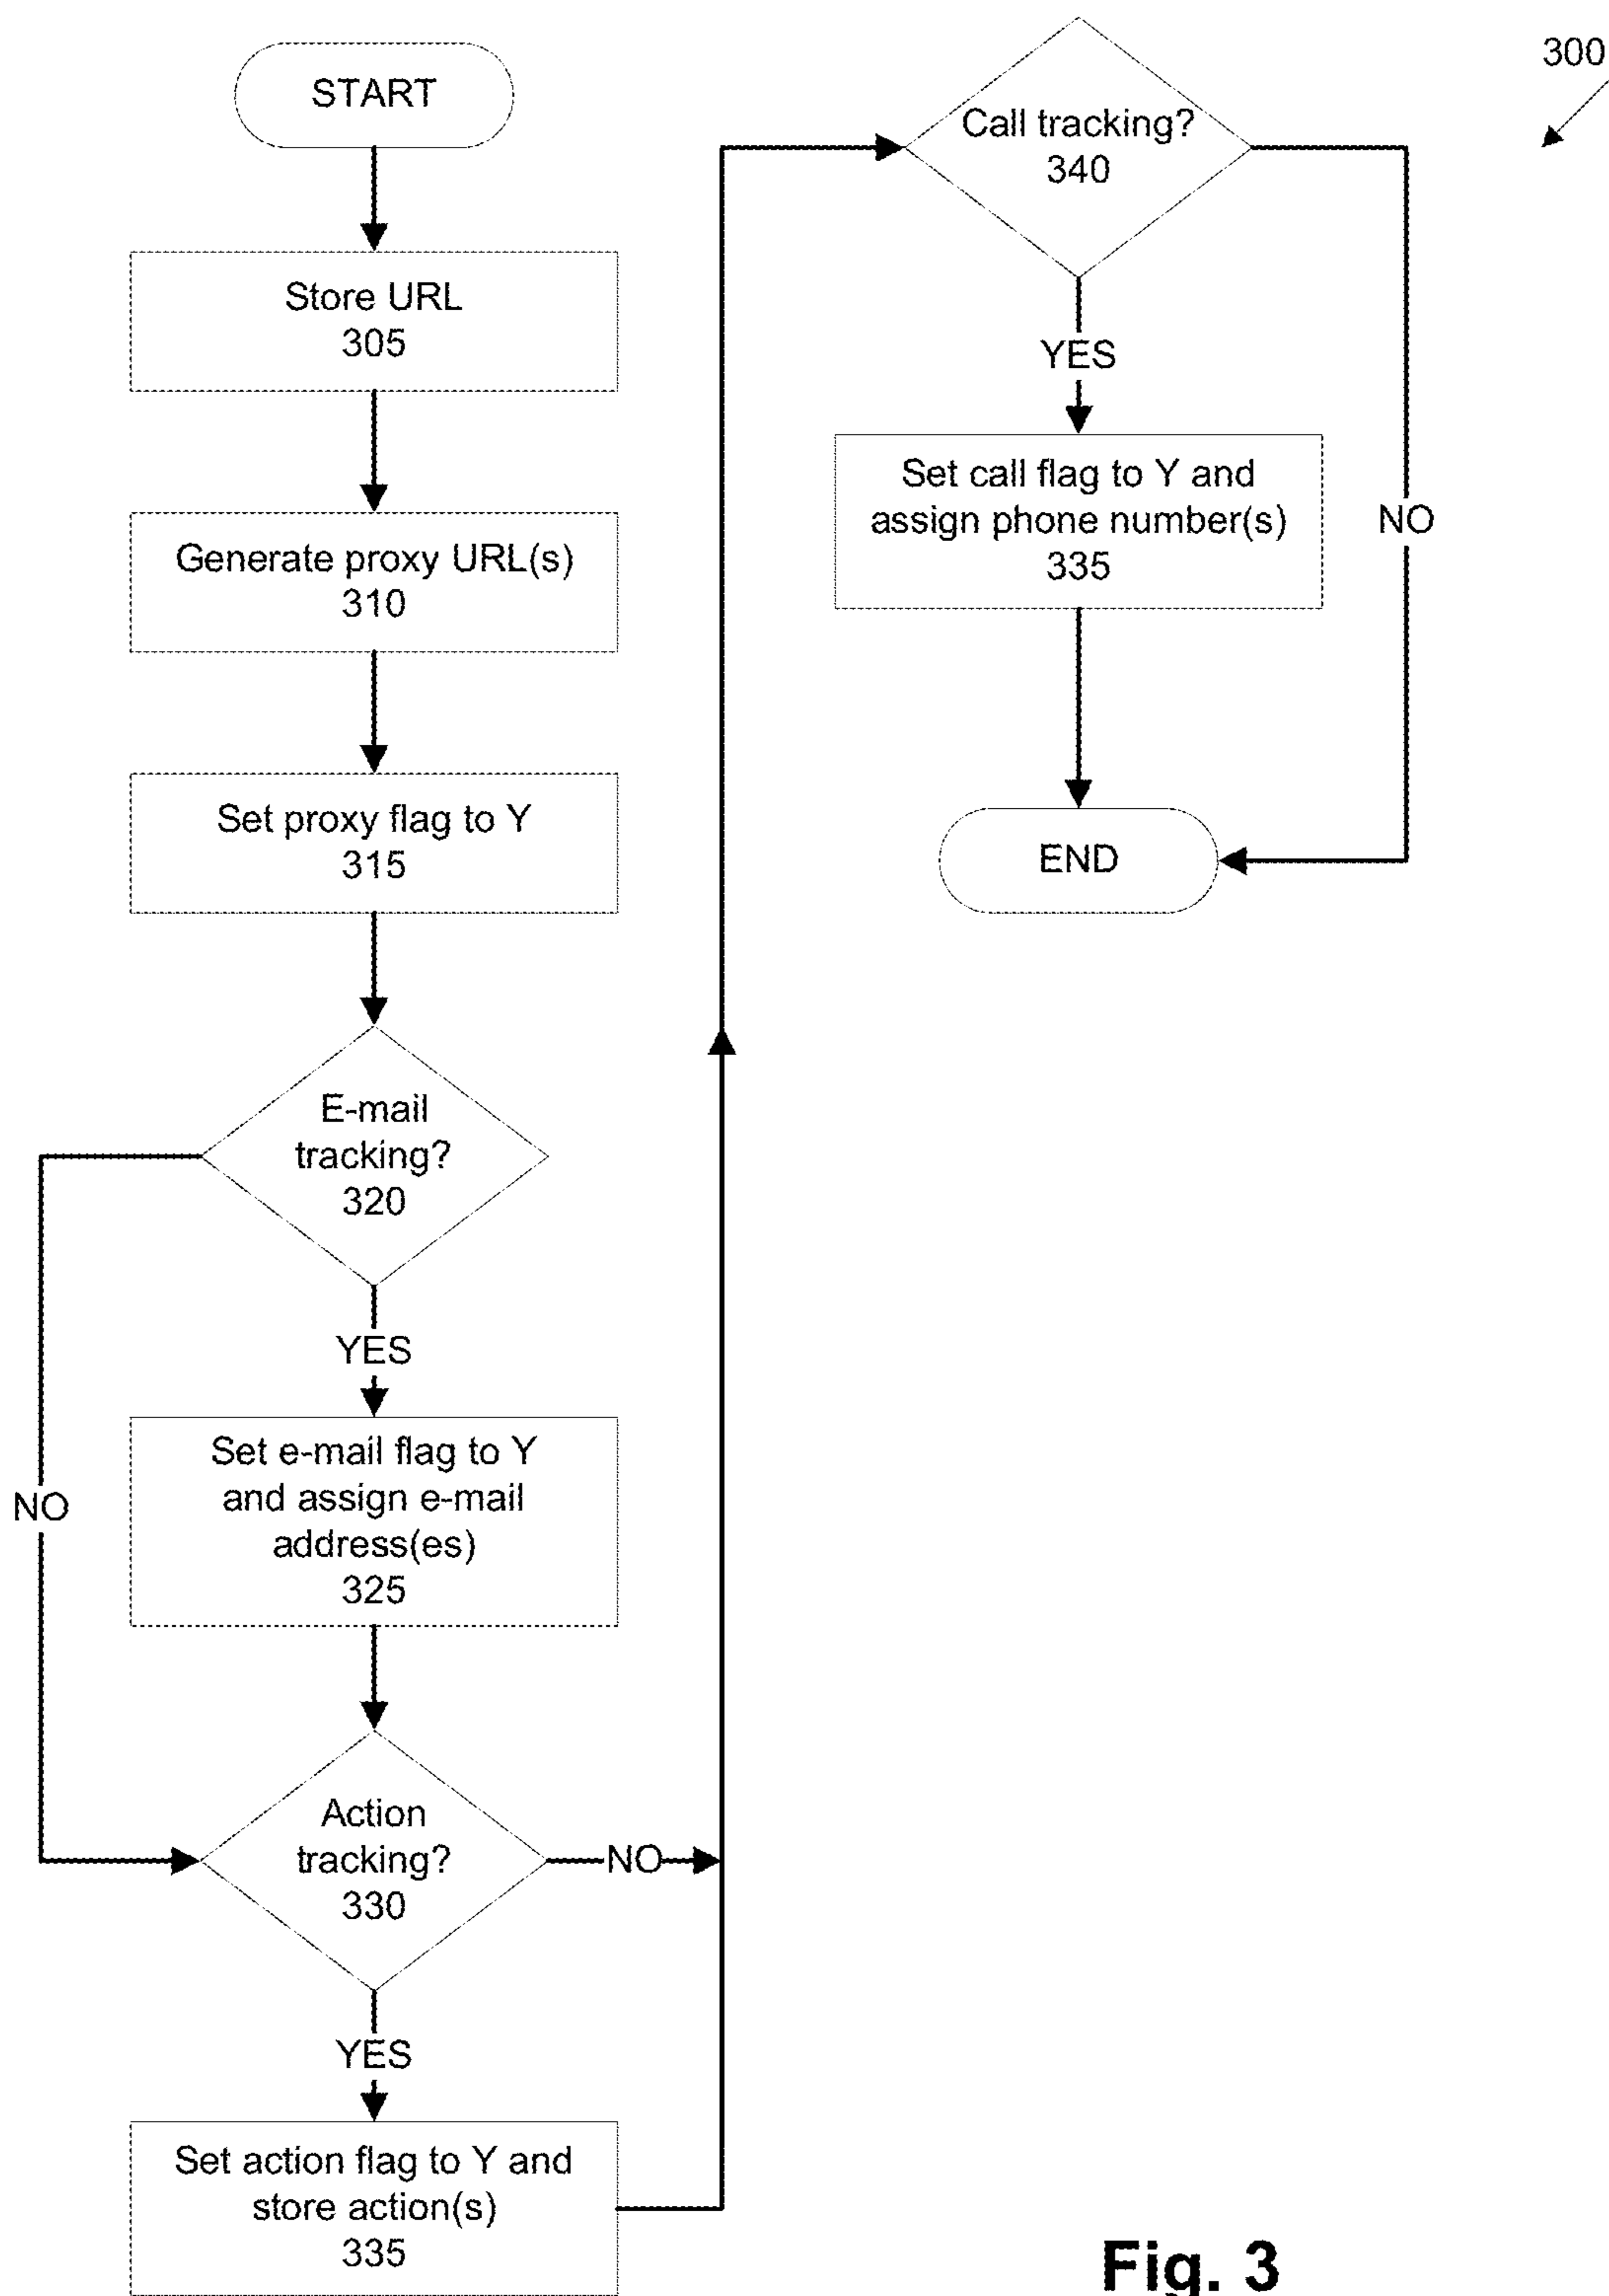 START
Store URL
305
Generate proxy URL(s)
310
Set proxy flag to Y
315
E-mail
tracking?
320
YES
NO
Set e-mail flag to Y
and assign e-mail
address(es)
325
Action
tracking?
330
NO
YES
Set action flag to Y and
store action(s)
335
Call tracking?
340
YES
NO
Set call flag to Y and
assign phone number(s)
335
END
300
Fig. 3